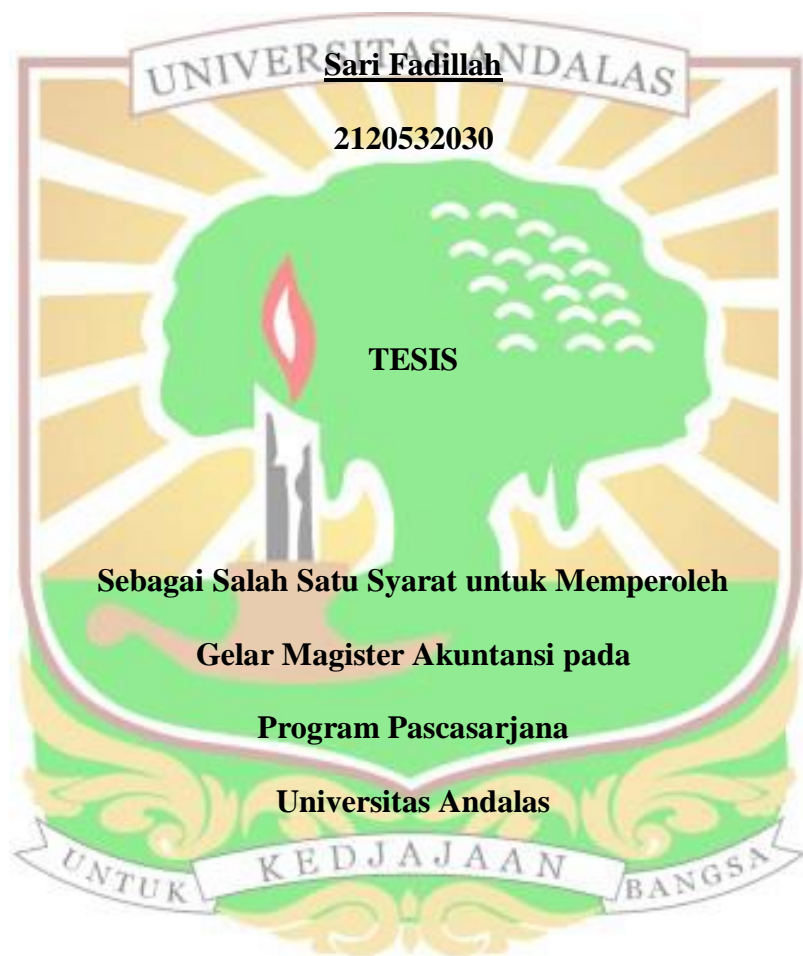 UNIVERSITAS ANDALAS
Sari Fadillah
2120532030
TESIS
Sebagai Salah Satu Syarat untuk Memperoleh
Gelar Magister Akuntansi pada
Program Pascasarjana
Universitas Andalas
UNTUK KEDJAJAAN BANGSA